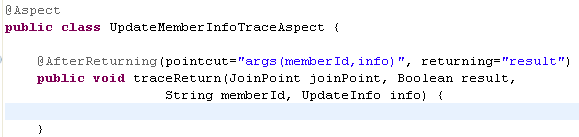 @Aspect
public class UpdateMemberInfoTraceAspect {
@AfterReturning(pointcut="args(memberId,info)", returning="result")
public void traceReturn(JoinPoint joinPoint, Boolean result,
String memberId, UpdateInfo info) {
}